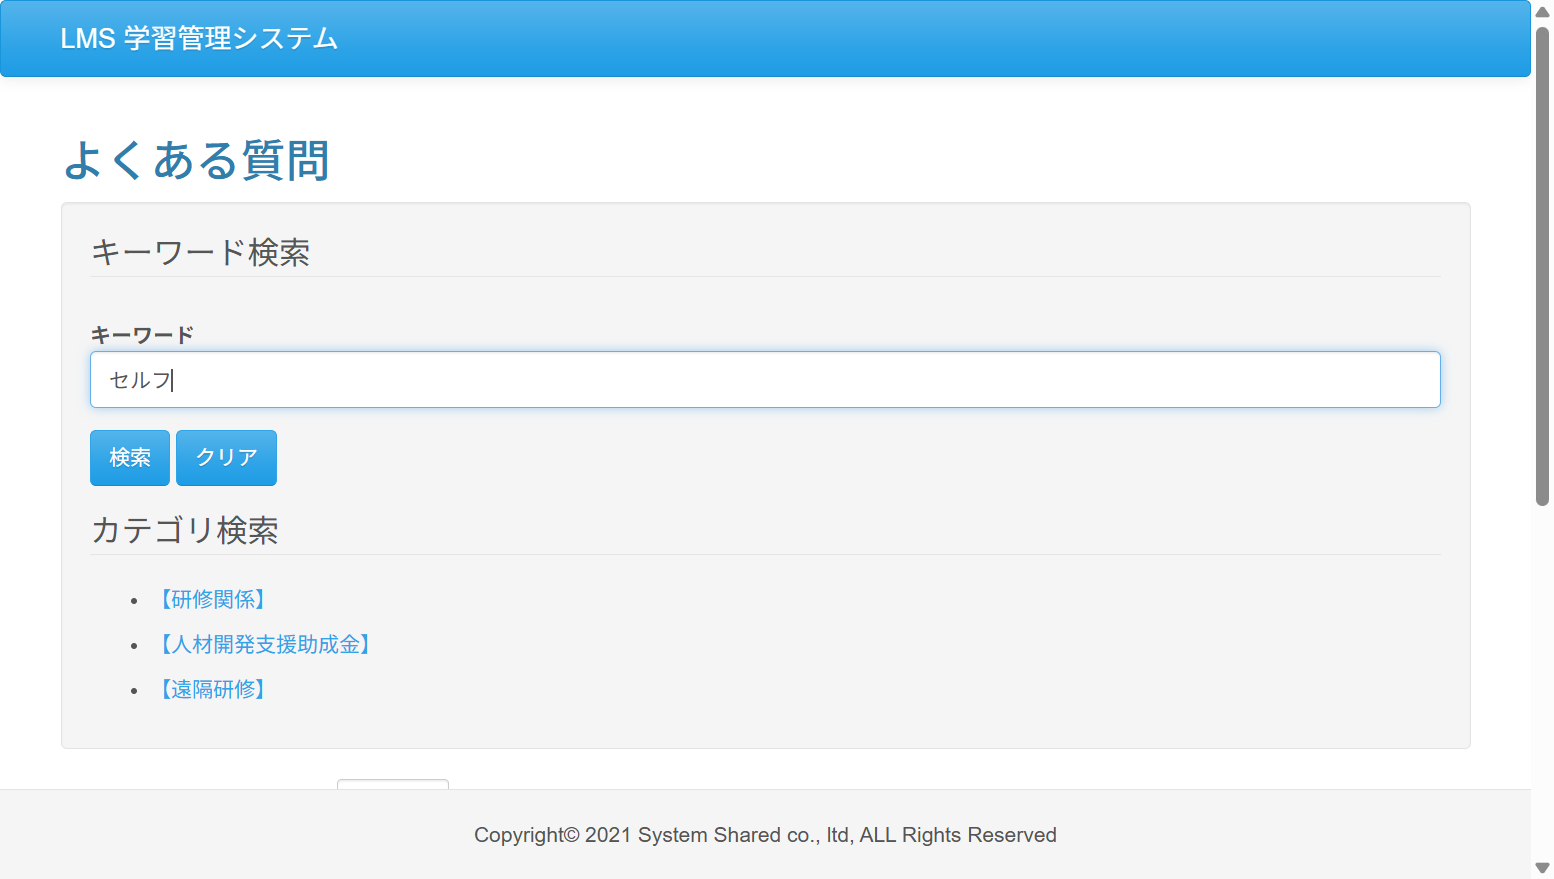 LMS 学習管理システム
よくある質問
キーワード検索
キーワード
セルフ
検索 クリア
カテゴリ検索
【研修関係】
【人材開発支援助成金】
【遠隔研修】
Copyright© 2021 System Shared co., ltd, ALL Rights Reserved